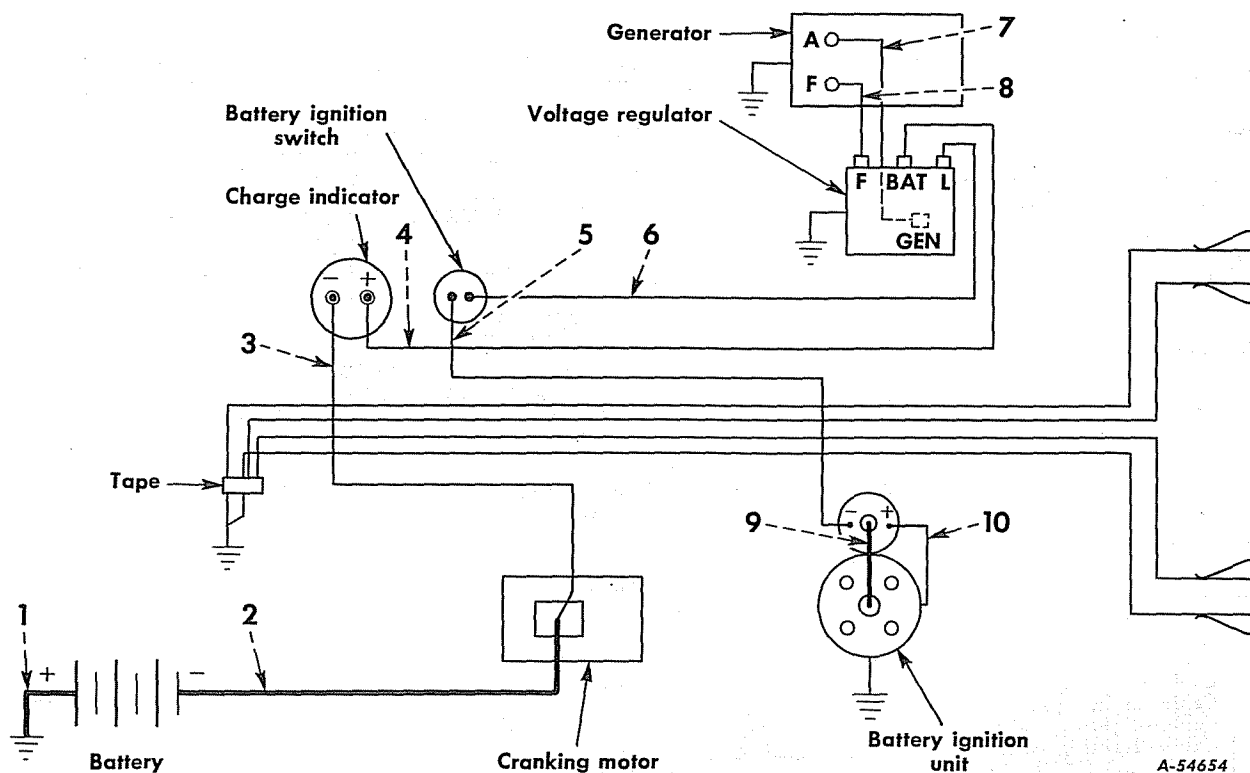 Generator
A
7
F
8
Battery ignition
switch
Voltage regulator
F BAT L
GEN
Charge indicator
4
5
6
- +
3
Tape
- +
9
10
1
2
+
-
Battery
Cranking motor
Battery ignition
unit
A-54654